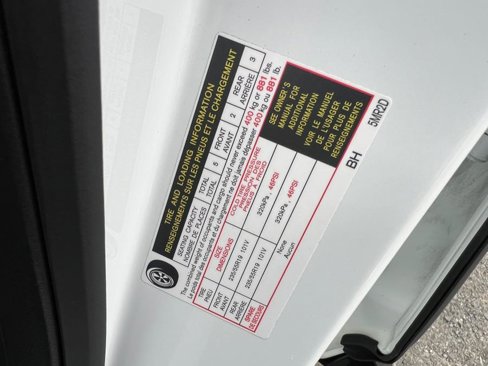 TIRE AND LOADING INFORMATION
RENSEIGNEMENTS SUR LES PNEUS ET LE CHARGEMENT
SEATING CAPACITY TOTAL 5 FRONT 2 REAR 3
NOMBRE DE PLACES TOTAL AVANT ARRIÈRE
The combined weight of occupants and cargo should never exceed 400 kg or 881 lbs.
Le poids total des occupants et du chargement ne doit jamais dépasser 400 kg ou 881 lb.
TIRE SIZE COLD TIRE PRESSURE
PNEU DIMENSIONS PRESSION DES PNEUS À FROID
FRONT 235/55R19 101V 320kPa, 46PSI
AVANT
REAR 235/55R19 101V 320kPa, 46PSI
ARRIÈRE
SPARE None
DE SECOURS Aucun
SEE OWNER'S
MANUAL FOR
ADDITIONAL
INFORMATION
VOIR LE MANUEL
DE L'USAGER
POUR PLUS DE
RENSEIGNEMENTS
BH 5MR2D